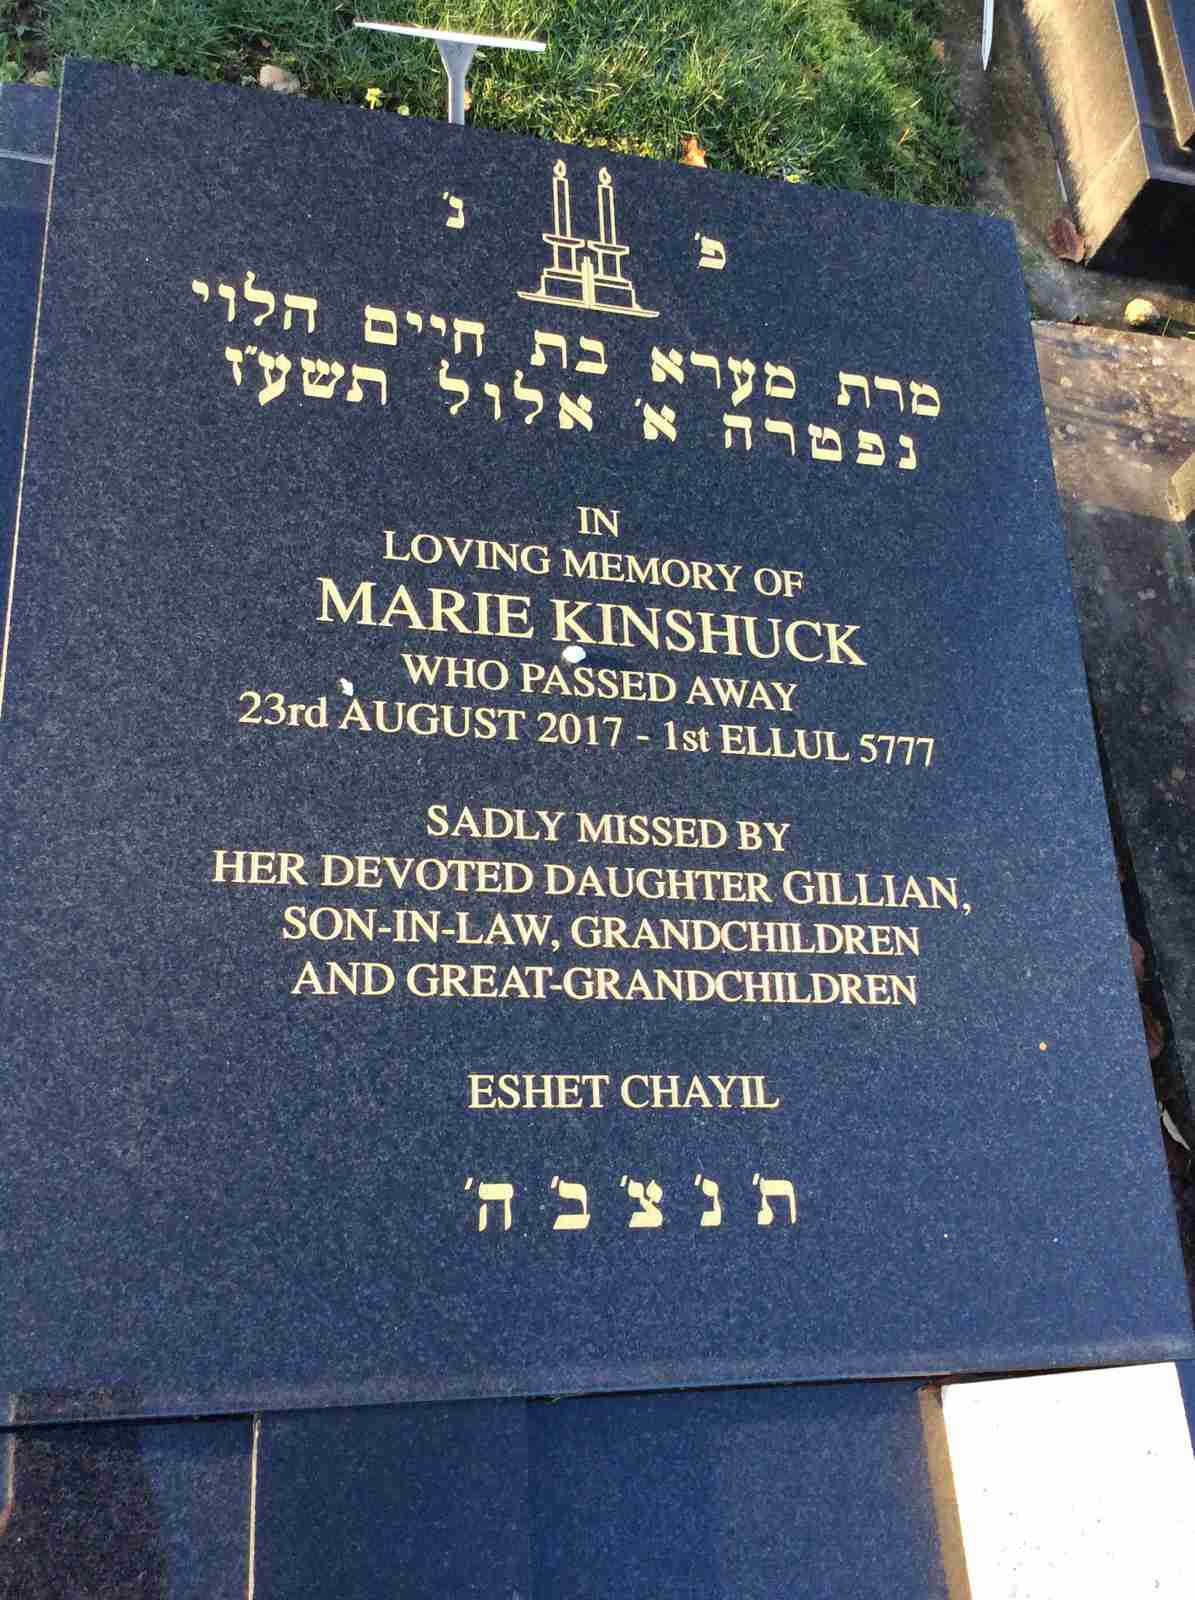 פ׳ נ׳
מרת מערא בת חיים הלוי
נפטרה א׳ אלול תשע״ז
IN
LOVING MEMORY OF
MARIE KINSHUCK
WHO PASSED AWAY
23rd AUGUST 2017 - 1st ELLUL 5777
SADLY MISSED BY
HER DEVOTED DAUGHTER GILLIAN,
SON-IN-LAW, GRANDCHILDREN
AND GREAT-GRANDCHILDREN
ESHET CHAYIL
ת׳ נ׳ צ׳ ב׳ ה׳